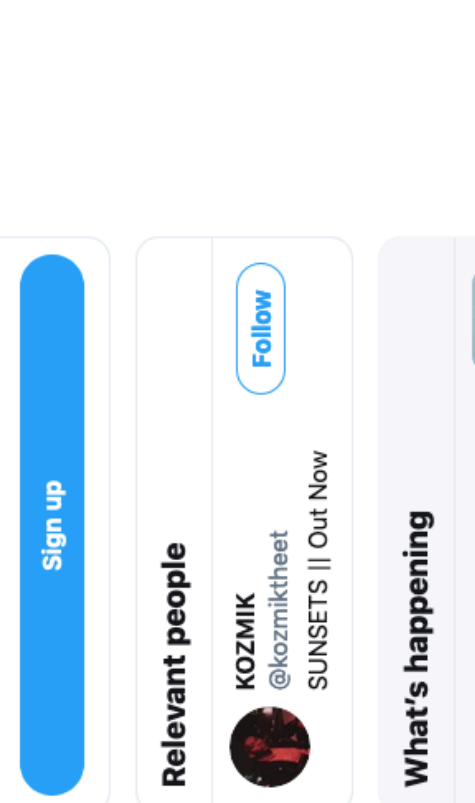 Sign up
Relevant people
KOZMIK
@kozmiktheet
Follow
SUNSETS || Out Now
What's happening